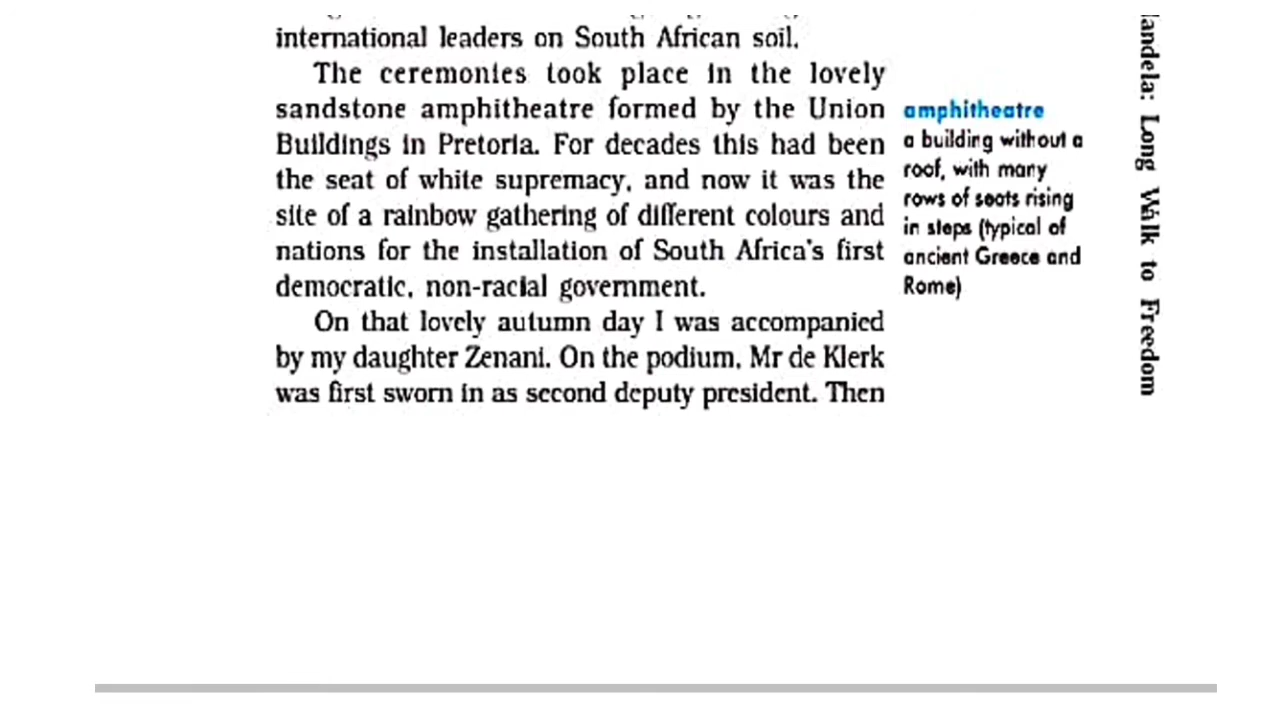 international leaders on South African soil.
The ceremonies took place in the lovely
sandstone amphitheatre formed by the Union
Buildings in Pretoria. For decades this had been
the seat of white supremacy, and now it was the
site of a rainbow gathering of different colours and
nations for the installation of South Africa's first
democratic, non-racial government.
On that lovely autumn day I was accompanied
by my daughter Zenani. On the podium, Mr de Klerk
was first sworn in as second deputy president. Then
amphitheatre
a building without a
roof, with many
rows of seats rising
in steps (typical of
ancient Greece and
Rome)
andela: Long Walk to Freedom